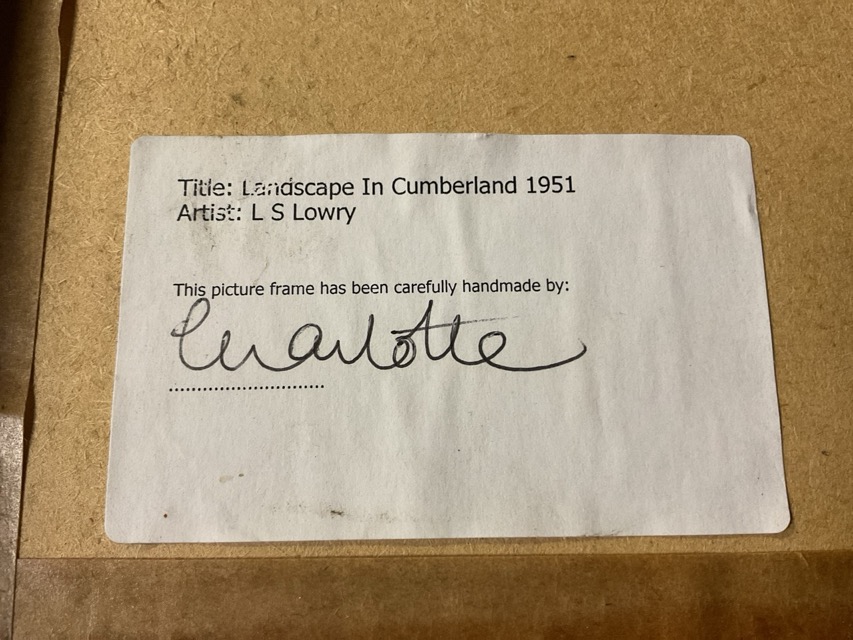 Title: Landscape In Cumberland 1951
Artist: L S Lowry
This picture frame has been carefully handmade by:
Charlotte